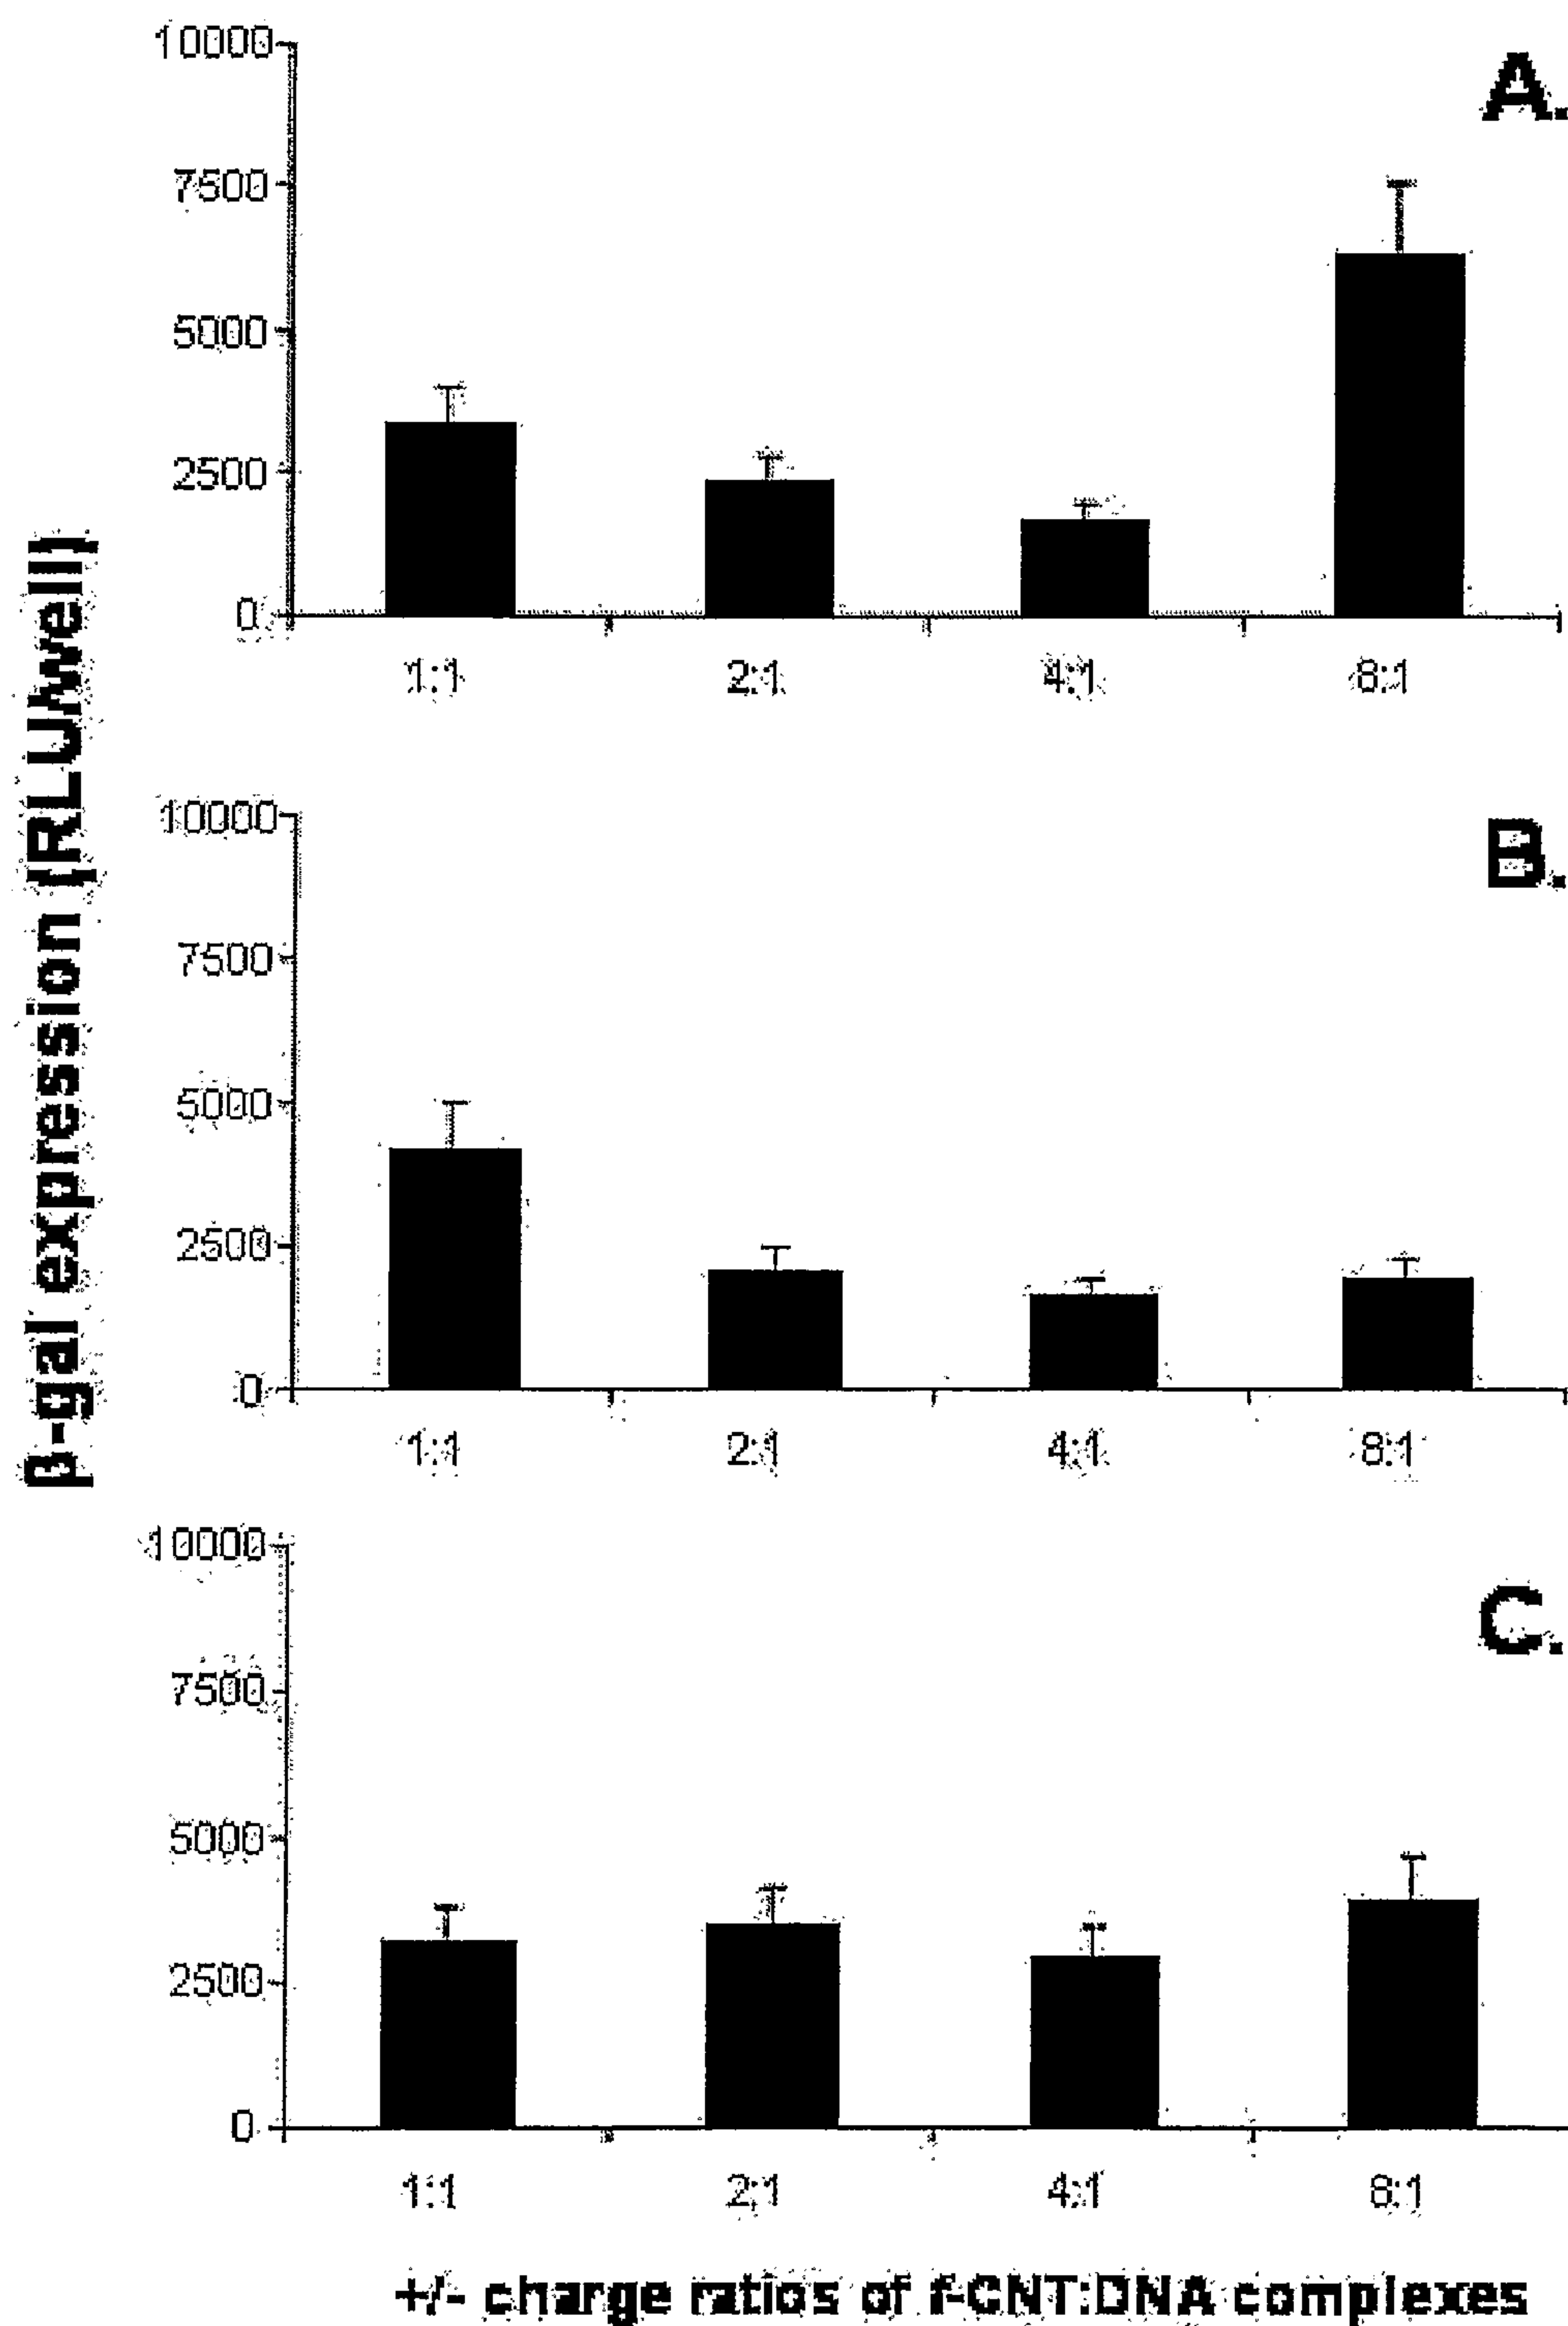 β-gal expression (RLU/well)
A.
10000
7500
5000
2500
0
1:1 2:1 4:1 8:1
B.
10000
7500
5000
2500
0
1:1 2:1 4:1 8:1
C.
10000
7500
5000
2500
0
1:1 2:1 4:1 8:1
+/- charge ratios of f-CNT:DNA complexes